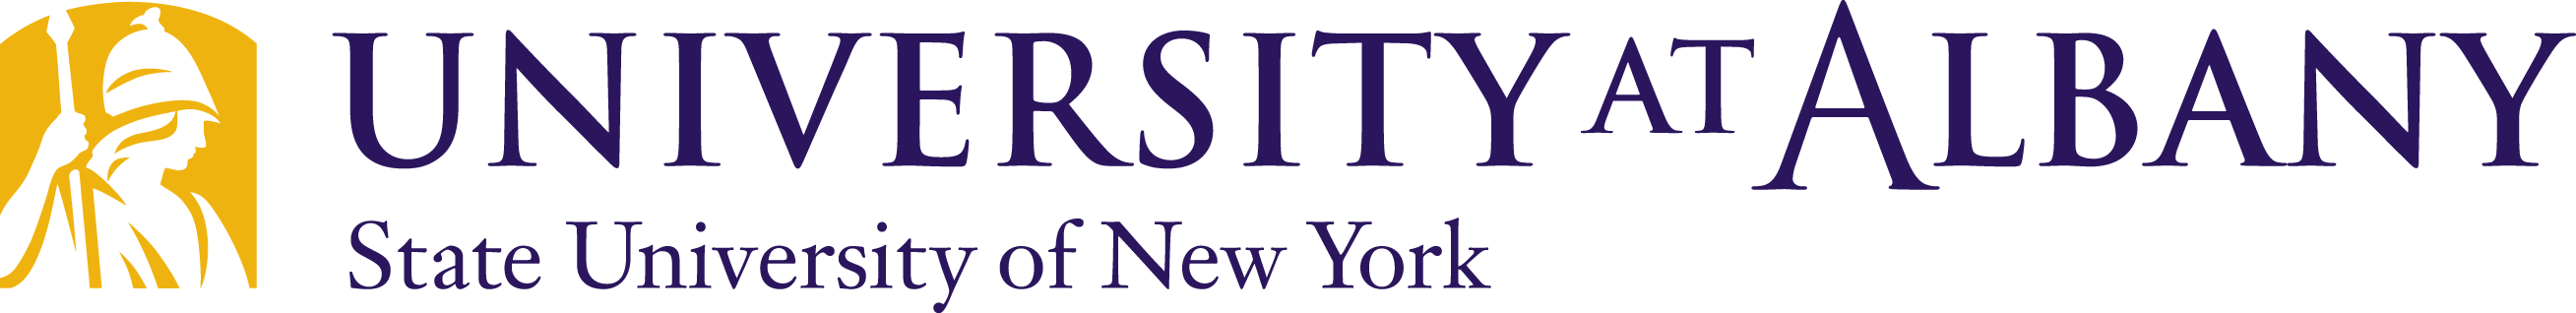 UNIVERSITY AT ALBANY
State University of New York